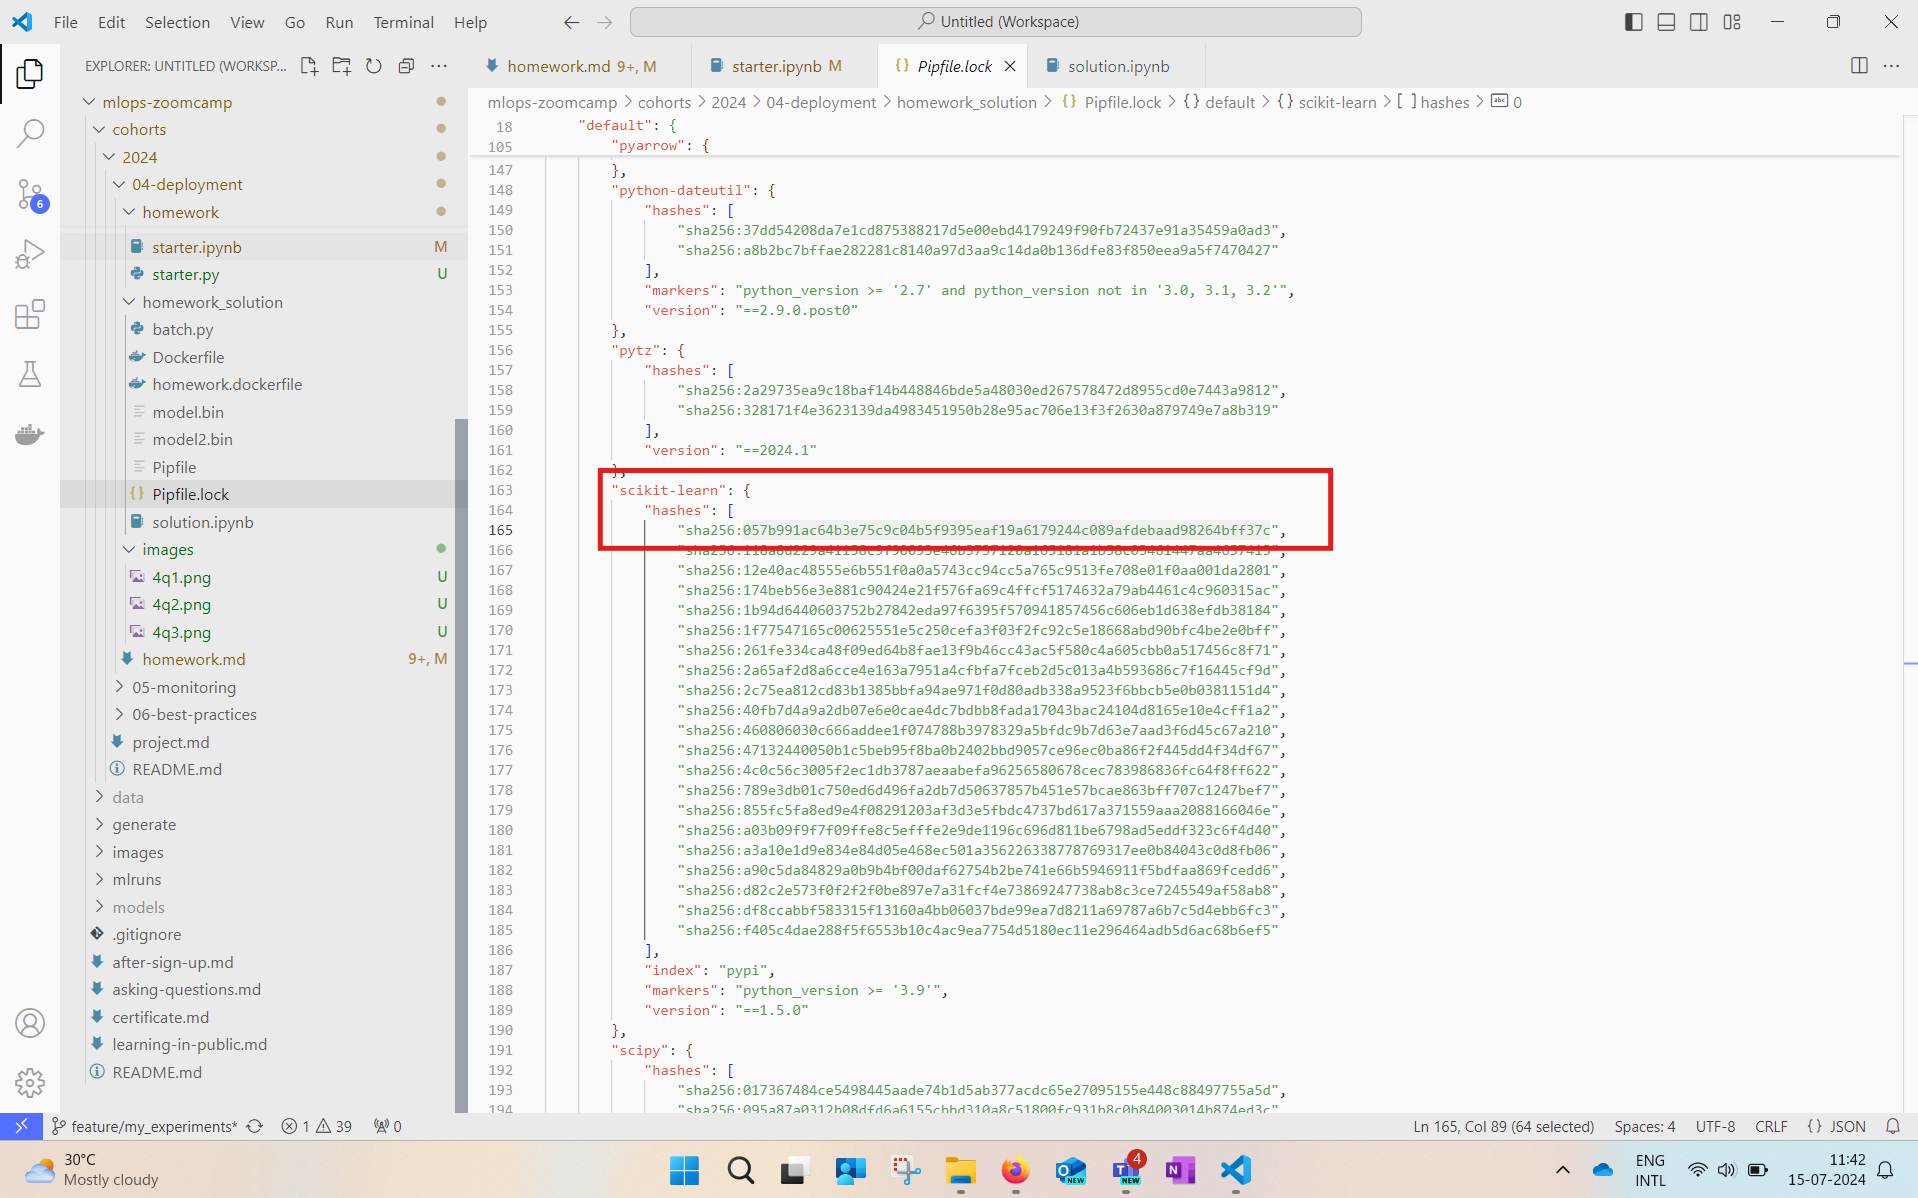 File Edit Selection View Go Run Terminal Help
Untitled (Workspace)
EXPLORER: UNTITLED (WORKSP...
homework.md 9+, M
starter.ipynb M
Pipfile.lock
solution.ipynb
mlops-zoomcamp > cohorts > 2024 > 04-deployment > homework_solution > {} Pipfile.lock > {} default > {} scikit-learn > [ ] hashes > abc 0
mlops-zoomcamp
cohorts
2024
04-deployment
homework
starter.ipynb M
starter.py U
homework_solution
batch.py
Dockerfile
homework.dockerfile
model.bin
model2.bin
Pipfile
{} Pipfile.lock
solution.ipynb
images
4q1.png U
4q2.png U
4q3.png U
homework.md 9+, M
05-monitoring
06-best-practices
project.md
README.md
data
generate
images
mlruns
models
.gitignore
after-sign-up.md
asking-questions.md
certificate.md
learning-in-public.md
README.md
6
18 "default": {
105 "pyarrow": {
147 },
148 "python-dateutil": {
149 "hashes": [
150 "sha256:37dd54208da7e1cd875388217d5e00ebd4179249f90fb72437e91a35459a0ad3",
151 "sha256:a8b2bc7bffae282281c8140a97d3aa9c14da0b136dfe83f850eea9a5f7470427"
152 ],
153 "markers": "python_version >= '2.7' and python_version not in '3.0, 3.1, 3.2'",
154 "version": "==2.9.0.post0"
155 },
156 "pytz": {
157 "hashes": [
158 "sha256:2a29735ea9c18baf14b448846bde5a48030ed267578472d8955cd0e7443a9812",
159 "sha256:328171f4e3623139da4983451950b28e95ac706e13f3f2630a879749e7a8b319"
160 ],
161 "version": "==2024.1"
162 },
163 "scikit-learn": {
164 "hashes": [
165 "sha256:057b991ac64b3e75c9c04b5f9395eaf19a6179244c089afdebaad98264bff37c",
166
167 "sha256:12e40ac48555e6b551f0a0a5743cc94cc5a765c9513fe708e01f0aa001da2801",
168 "sha256:174beb56e3e881c90424e21f576fa69c4ffcf5174632a79ab4461c4c960315ac",
169 "sha256:1b94d6440603752b27842eda97f6395f570941857456c606eb1d638efdb38184",
170 "sha256:1f77547165c00625551e5c250cefa3f03f2fc92c5e18668abd90bfc4be2e0bff",
171 "sha256:261fe334ca48f09ed64b8fae13f9b46cc43ac5f580c4a605cbb0a517456c8f71",
172 "sha256:2a65af2d8a6cce4e163a7951a4cfbfa7fceb2d5c013a4b593686c7f16445cf9d",
173 "sha256:2c75ea812cd83b1385bbfa94ae971f0d80adb338a9523f6bbcb5e0b0381151d4",
174 "sha256:40fb7d4a9a2db07e6e0cae4dc7bdbb8fada17043bac24104d8165e10e4cff1a2",
175 "sha256:460806030c666addee1f074788b3978329a5bfdc9b7d63e7aad3f6d45c67a210",
176 "sha256:47132440050b1c5beb95f8ba0b2402bbd9057ce96ec0ba86f2f445dd4f34df67",
177 "sha256:4c0c56c3005f2ec1db3787aeaabefa96256580678cec783986836fc64f8ff622",
178 "sha256:789e3db01c750ed6d496fa2db7d50637857b451e57bcae863bff707c1247bef7",
179 "sha256:855fc5fa8ed9e4f08291203af3d3e5fbdc4737bd617a371559aaa2088166046e",
180 "sha256:a03b09f9f7f09ffe8c5efffe2e9de1196c696d811be6798ad5eddf323c6f4d40",
181 "sha256:a3a10e1d9e834e84d05e468ec501a356226338778769317ee0b84043c0d8fb06",
182 "sha256:a90c5da84829a0b9b4bf00daf62754b2be741e66b5946911f5bdfaa869fcedd6",
183 "sha256:d82c2e573f0f2f2f0be897e7a31fcf4e73869247738ab8c3ce7245549af58ab8",
184 "sha256:df8ccabbf583315f13160a4bb06037bde99ea7d8211a69787a6b7c5d4ebb6fc3",
185 "sha256:f405c4dae288f5f6553b10c4ac9ea7754d5180ec11e296464adb5d6ac68b6ef5"
186 ],
187 "index": "pypi",
188 "markers": "python_version >= '3.9'",
189 "version": "==1.5.0"
190 },
191 "scipy": {
192 "hashes": [
193 "sha256:017367484ce5498445aade74b1d5ab377acdc65e27095155e448c88497755a5d",
194
feature/my_experiments* 1 39 0 Ln 165, Col 89 (64 selected) Spaces: 4 UTF-8 CRLF {} JSON
30°C
Mostly cloudy
NEW
NEW
4
ENG
INTL
11:42
15-07-2024